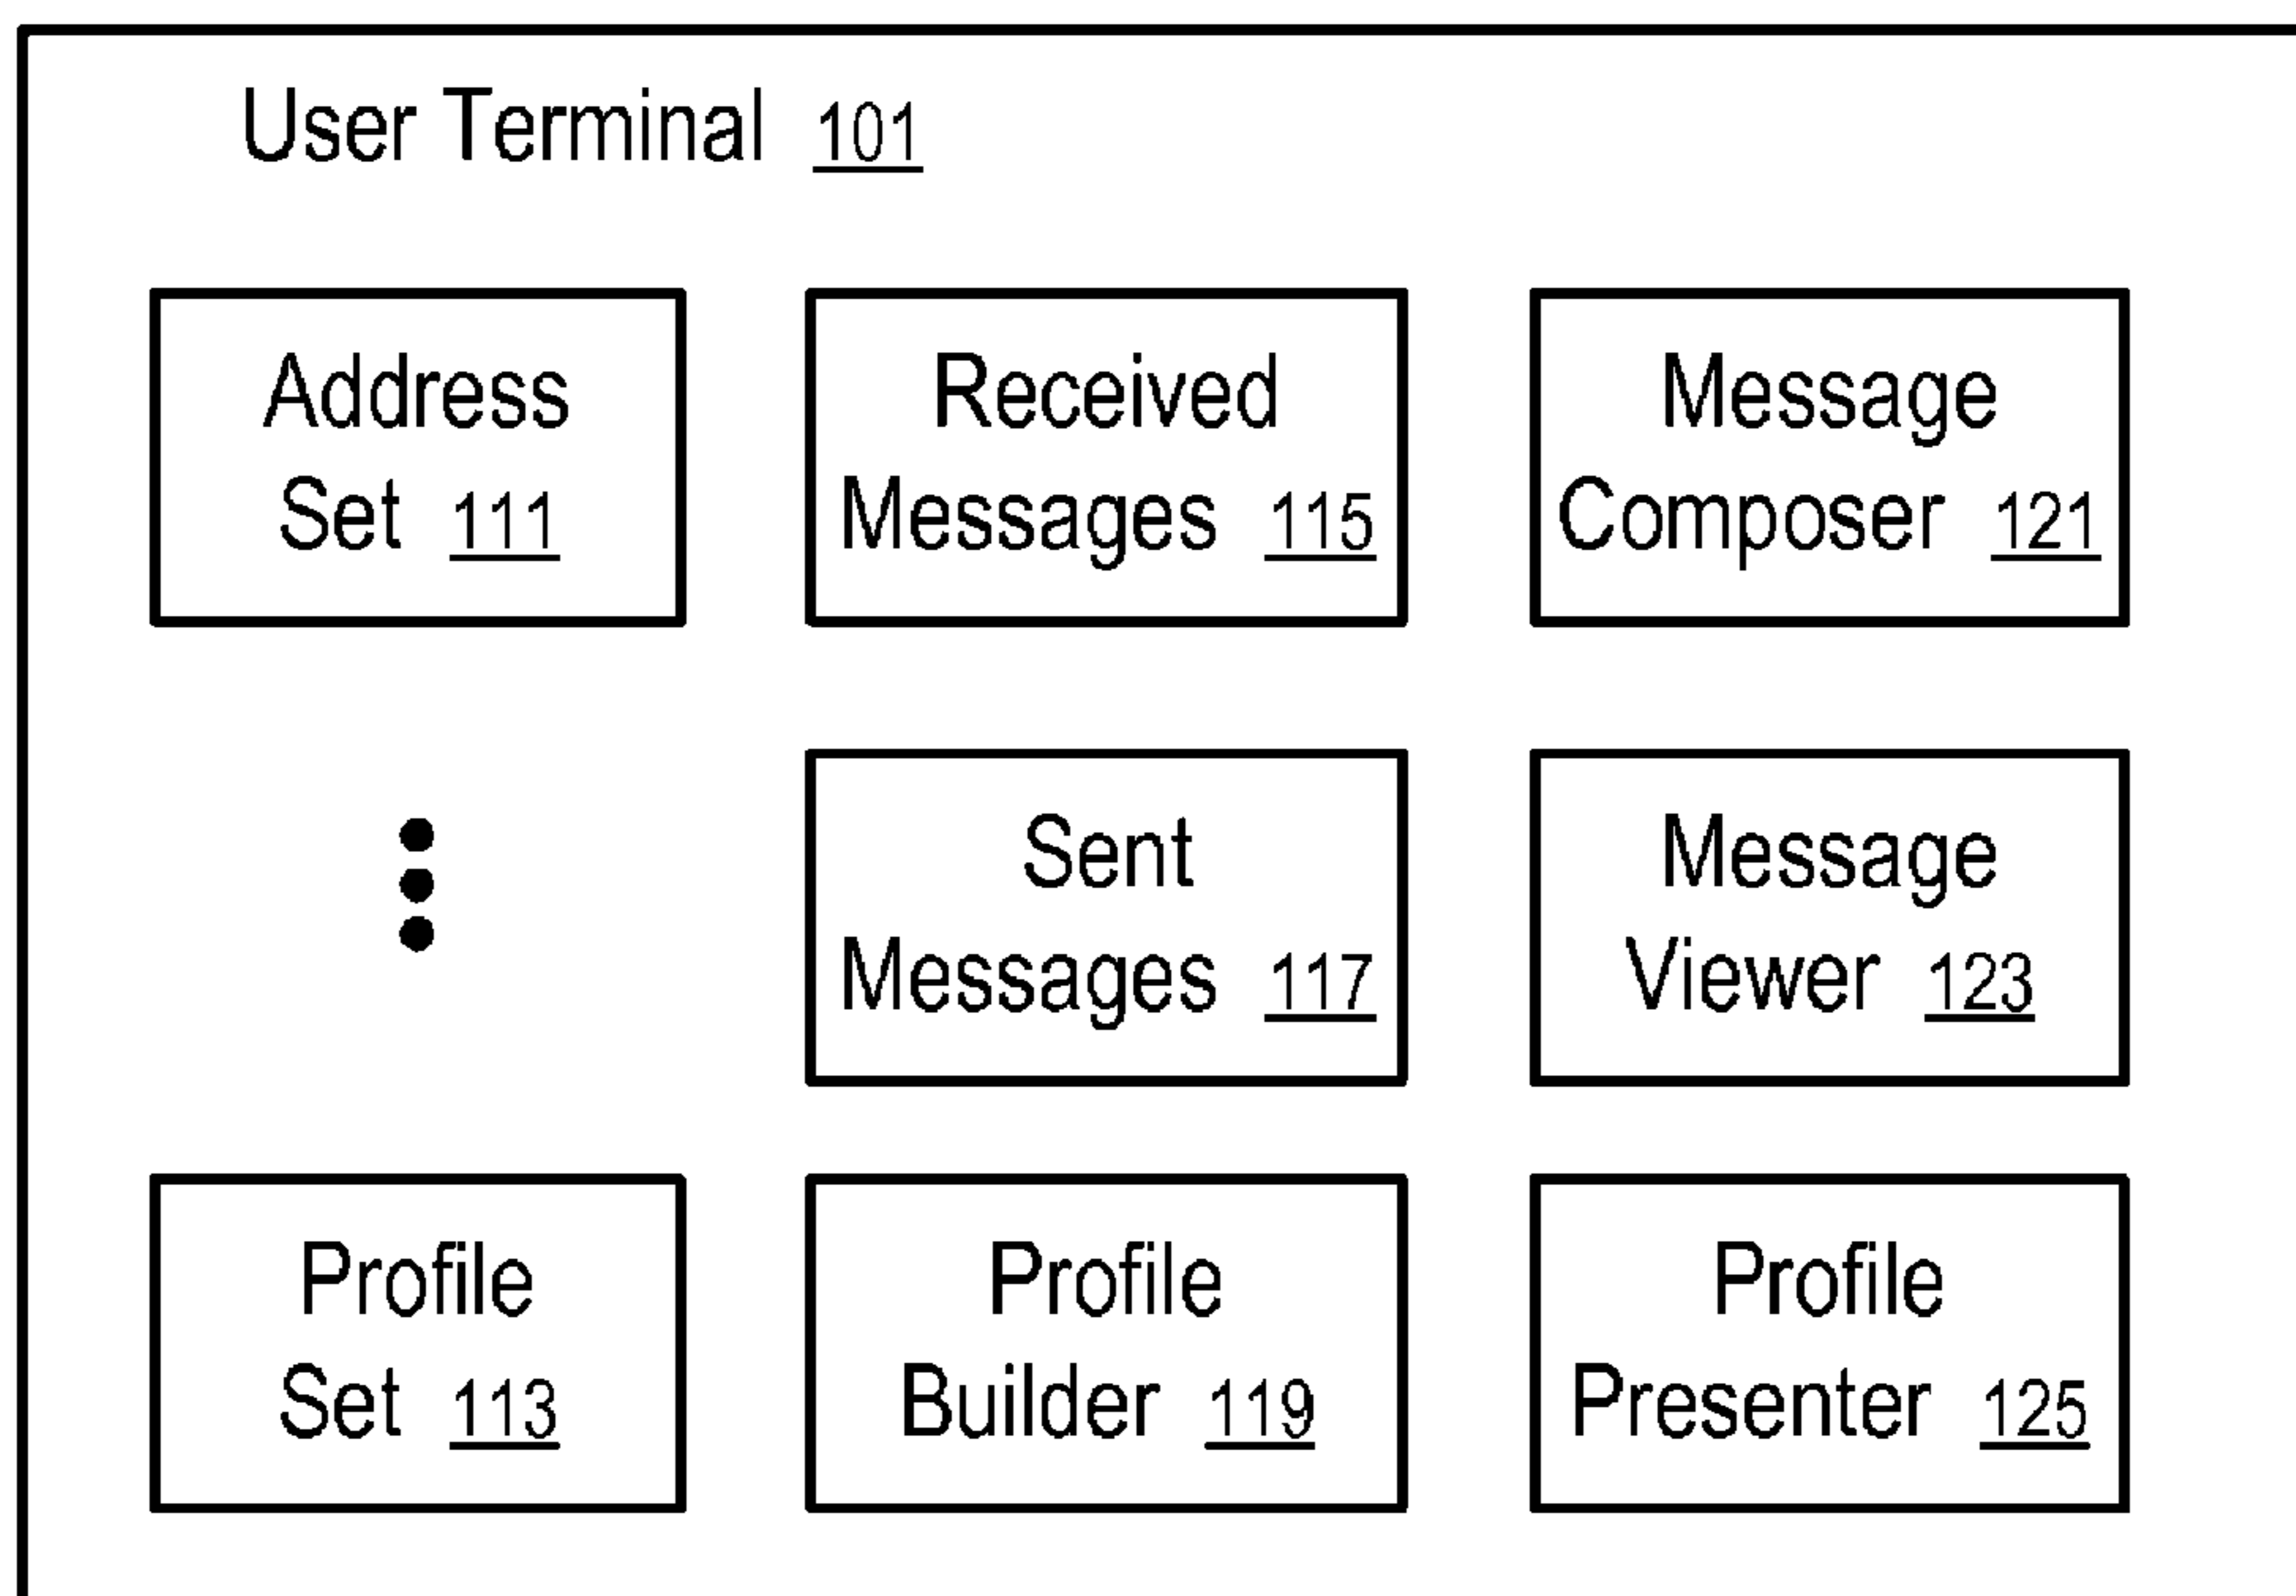 User Terminal 101
Address
Set 111
Received
Messages 115
Message
Composer 121
Sent
Messages 117
Message
Viewer 123
Profile
Set 113
Profile
Builder 119
Profile
Presenter 125